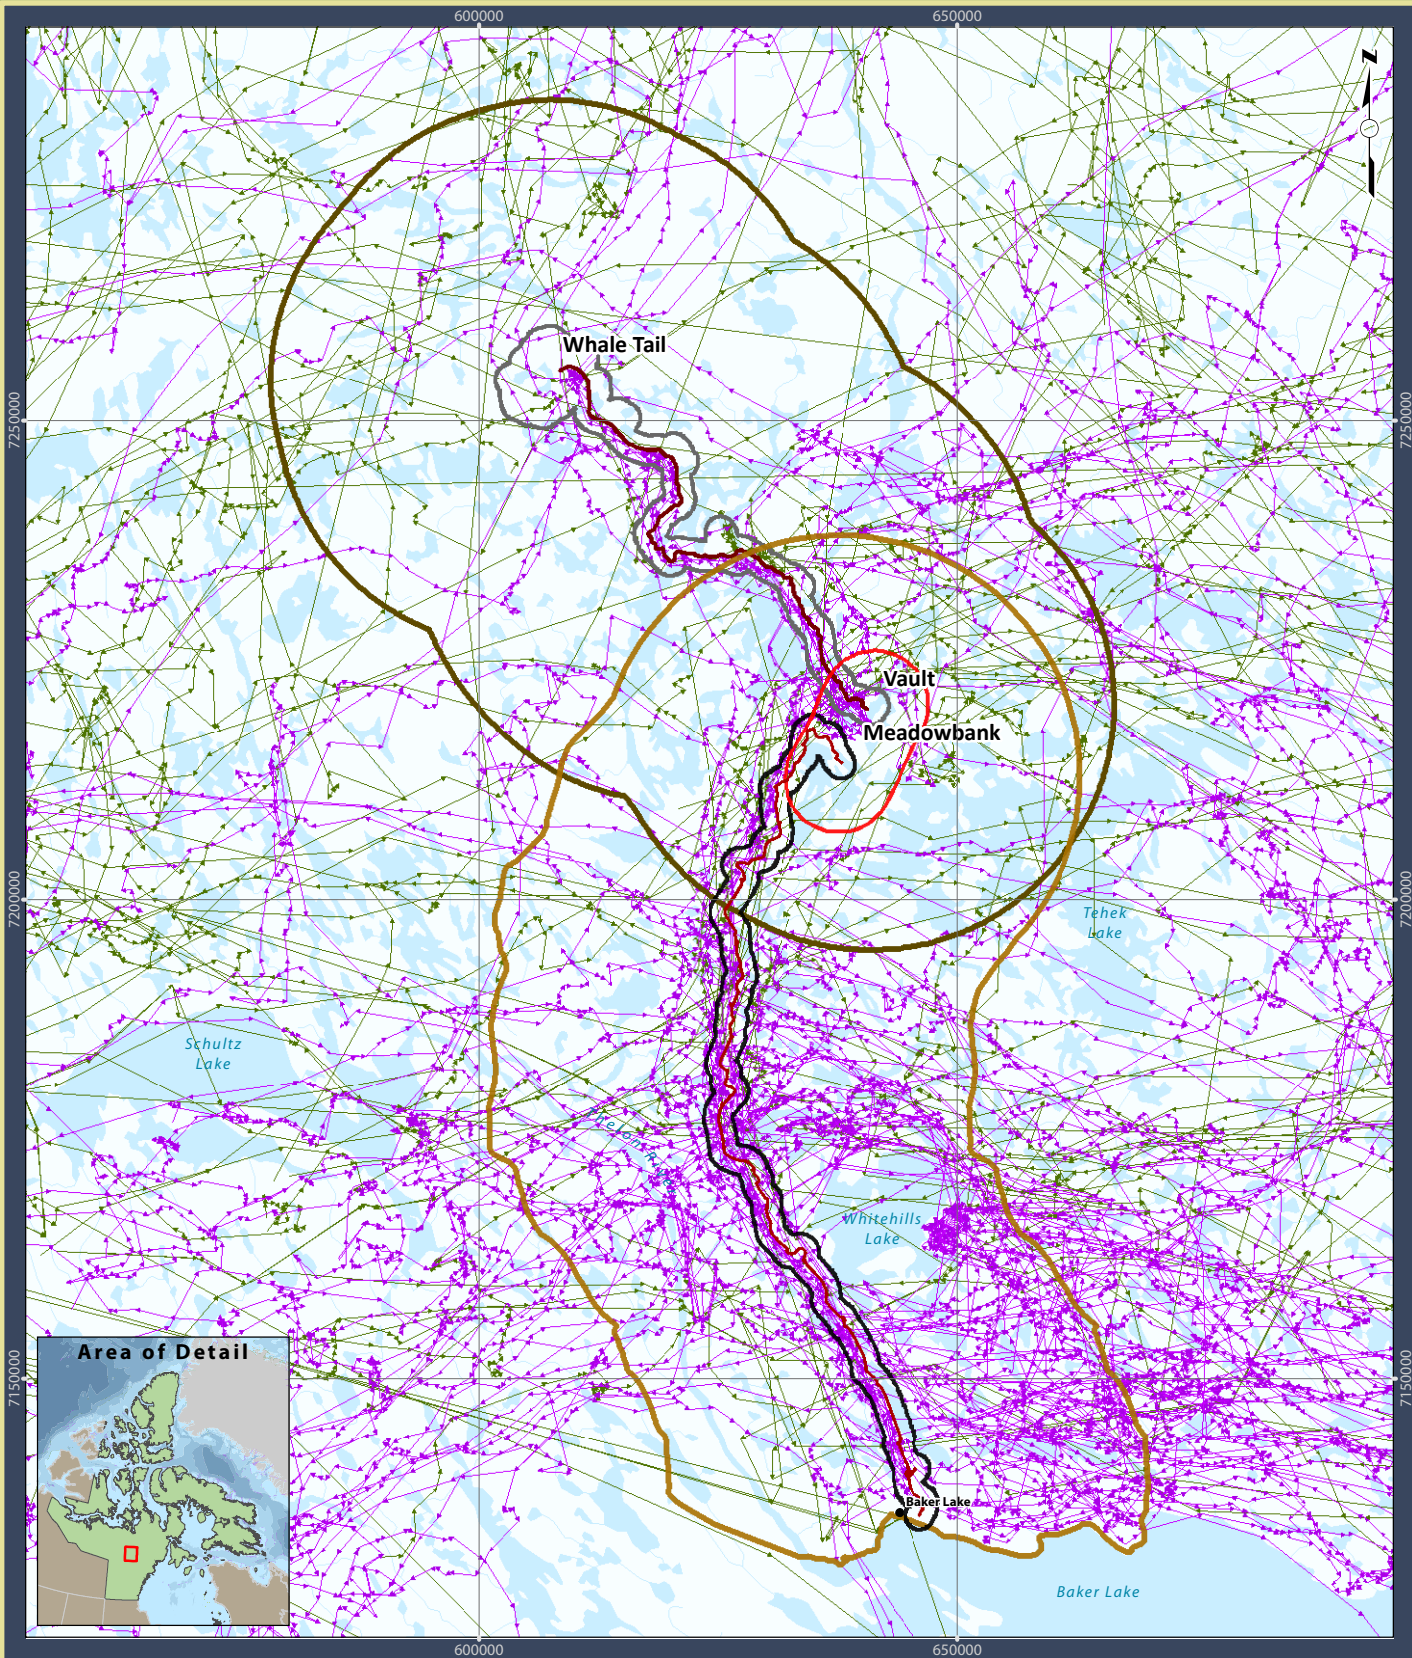 600000
650000
N
Whale Tail
7250000
7250000
Vault
Meadowbank
7200000
7200000
Tehek
Lake
Schultz
Lake
Whitehills
Lake
Area of Detail
7150000
7150000
Baker Lake
Baker Lake
600000
650000